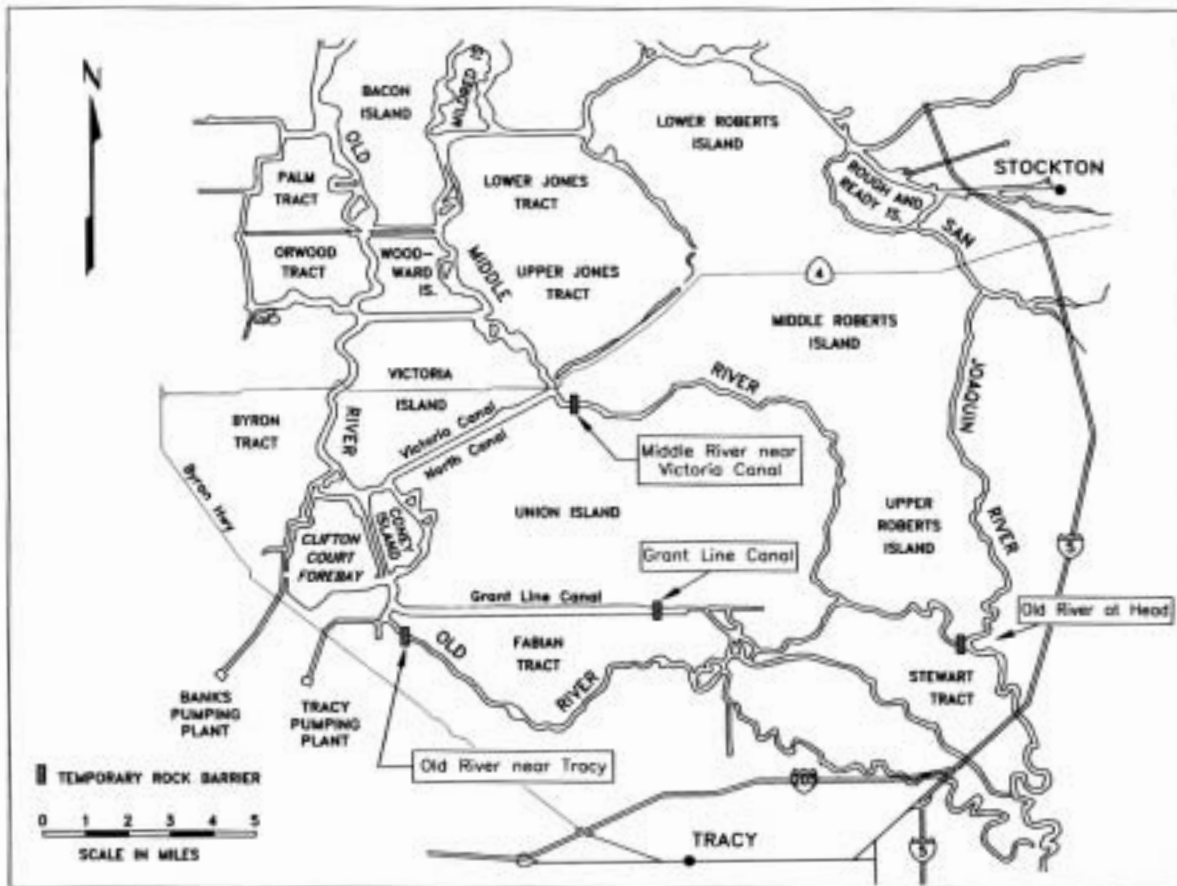 N
BACON
ISLAND
MILDRED
IS
OLD
LOWER ROBERTS
ISLAND
STOCKTON
PALM
TRACT
LOWER JONES
TRACT
ROUGH AND
READY IS.
SAN
ORWOOD
TRACT
WOOD-
WARD
IS.
MIDDLE
UPPER JONES
TRACT
4
MIDDLE ROBERTS
ISLAND
JOAQUIN
RIVER
VICTORIA
ISLAND
BYRON
TRACT
RIVER
RIVER
Victoria Canal
North Canal
Middle River near
Victoria Canal
Byron Hwy
UNION ISLAND
UPPER
ROBERTS
ISLAND
CONEY
ISLAND
CLIFTON
COURT
FOREBAY
Grant Line Canal
5
Grant Line Canal
Old River at Head
OLD
RIVER
FABIAN
TRACT
STEWART
TRACT
BANKS
PUMPING
PLANT
TRACY
PUMPING
PLANT
Old River near Tracy
TEMPORARY ROCK BARRIER
205
0 1 2 3 4 5
SCALE IN MILES
TRACY
5